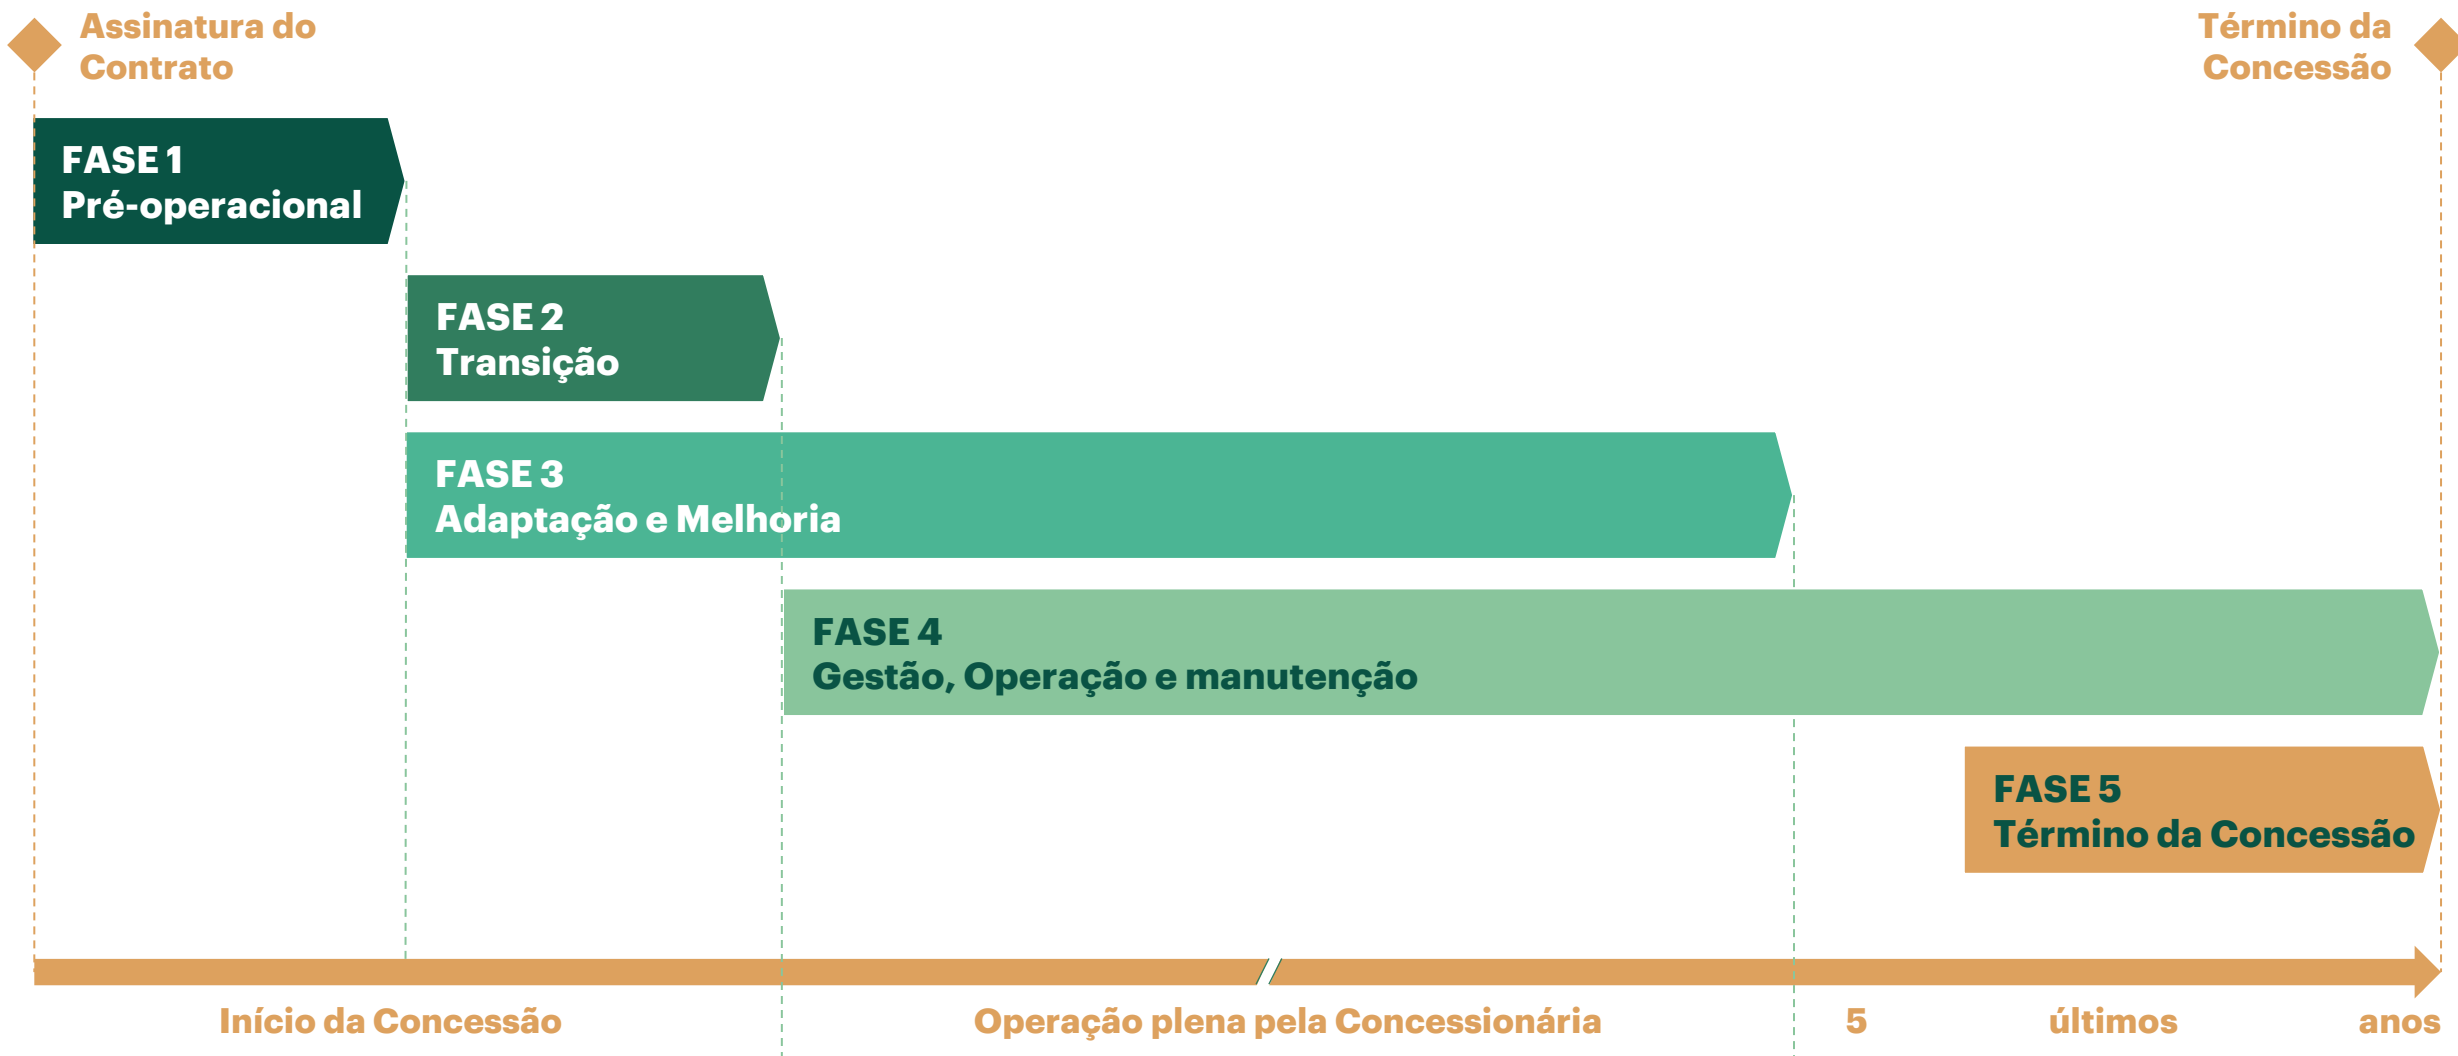 Assinatura do
Contrato
Término da
Concessão
FASE 1
Pré-operacional
FASE 2
Transição
FASE 3
Adaptação e Melhoria
FASE 4
Gestão, Operação e manutenção
FASE 5
Término da Concessão
Início da Concessão
Operação plena pela Concessionária
5 últimos anos